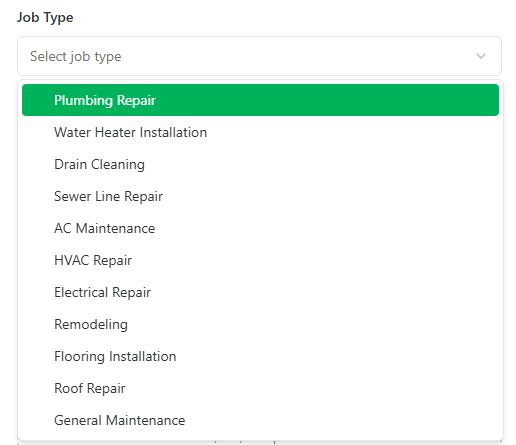 Job Type
Select job type
Plumbing Repair
Water Heater Installation
Drain Cleaning
Sewer Line Repair
AC Maintenance
HVAC Repair
Electrical Repair
Remodeling
Flooring Installation
Roof Repair
General Maintenance